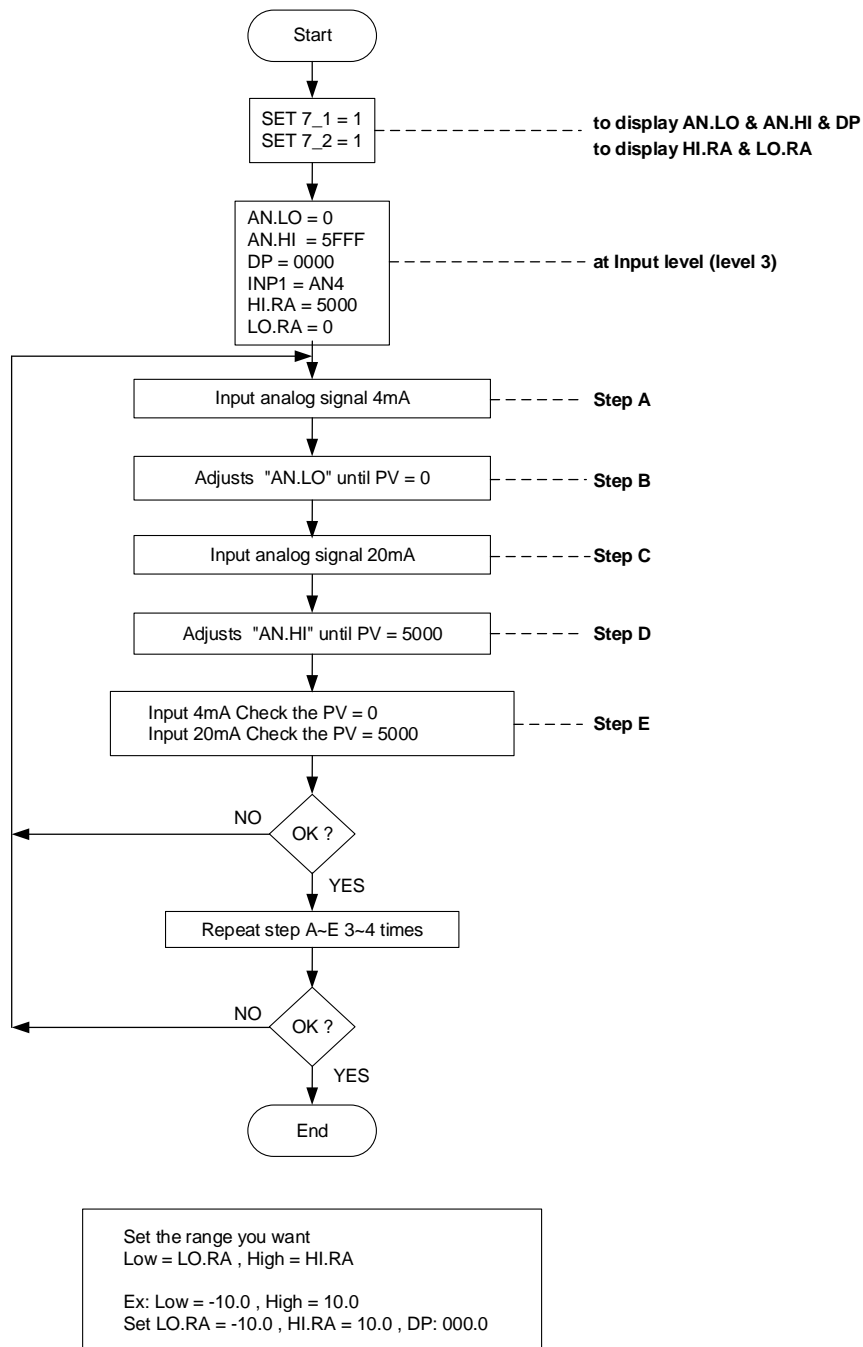 Start
SET 7_1 = 1
SET 7_2 = 1
to display AN.LO & AN.HI & DP
to display HI.RA & LO.RA
AN.LO = 0
AN.HI = 5FFF
DP = 0000
INP1 = AN4
HI.RA = 5000
LO.RA = 0
at Input level (level 3)
Input analog signal 4mA
Step A
Adjusts "AN.LO" until PV = 0
Step B
Input analog signal 20mA
Step C
Adjusts "AN.HI" until PV = 5000
Step D
Input 4mA Check the PV = 0
Input 20mA Check the PV = 5000
Step E
NO
OK ?
YES
Repeat step A~E 3~4 times
NO
OK ?
YES
End
Set the range you want
Low = LO.RA , High = HI.RA
Ex: Low = -10.0 , High = 10.0
Set LO.RA = -10.0 , HI.RA = 10.0 , DP: 000.0